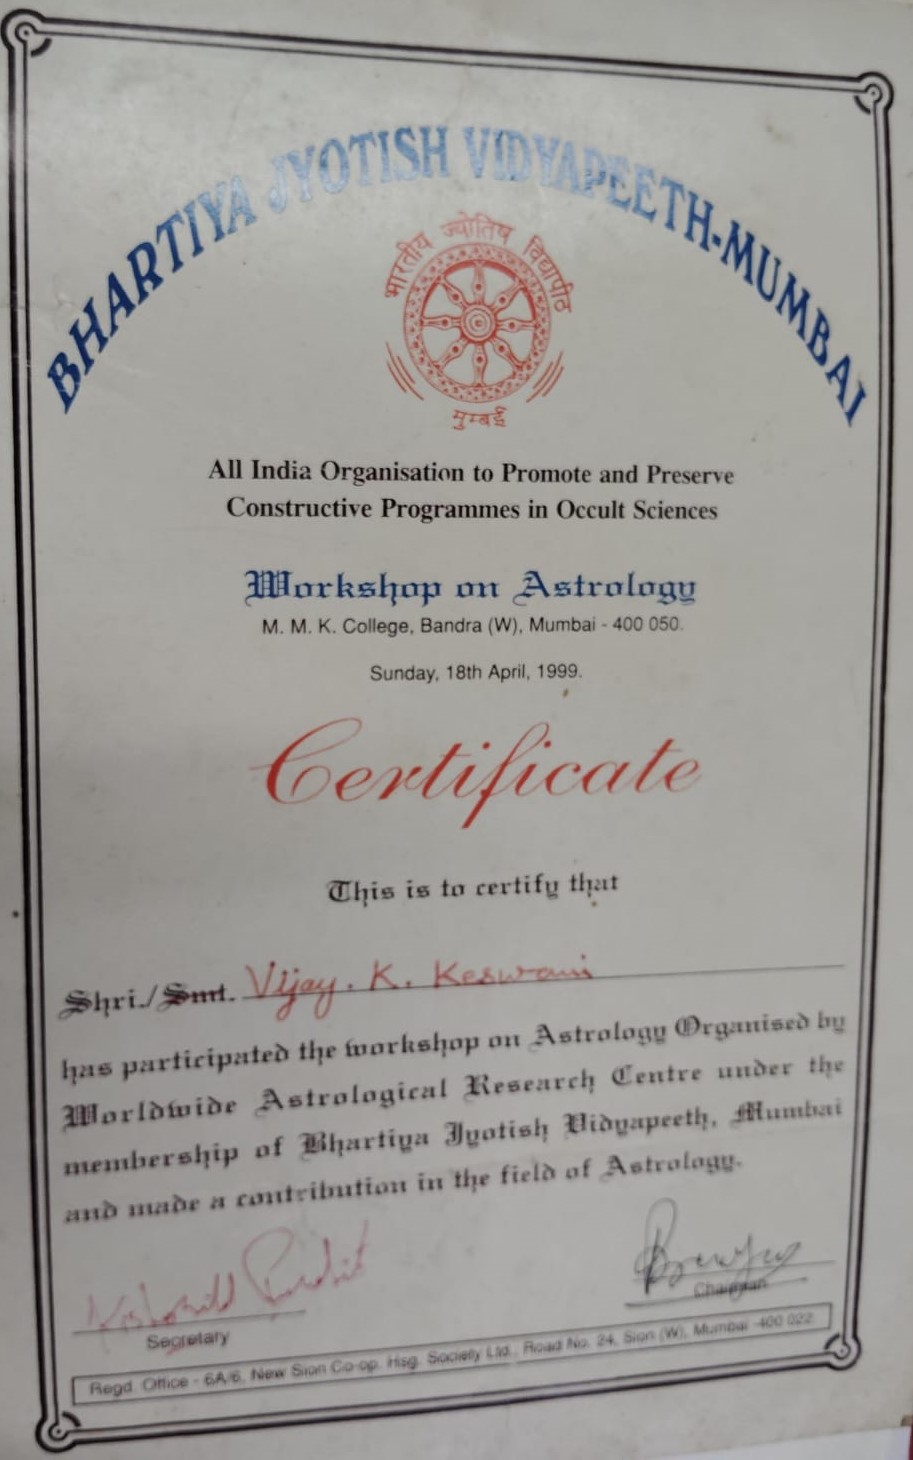 BHARTIYA JYOTISH VIDYAPEETH-MUMBAI
भारतीय ज्योतिष विद्यापीठ
मुम्बई
All India Organisation to Promote and Preserve
Constructive Programmes in Occult Sciences
Workshop on Astrology
M. M. K. College, Bandra (W), Mumbai - 400 050.
Sunday, 18th April, 1999.
Certificate
This is to certify that
Shri./Smt. Vijay. K. Keswani
has participated the workshop on Astrology Organised by
Worldwide Astrological Research Centre under the
membership of Bhartiya Jyotish Vidyapeeth, Mumbai
and made a contribution in the field of Astrology.
Secretary
Chairman
Regd. Office - 6A/6, New Sion Co-op. Hsg. Society Ltd., Road No. 24, Sion (W), Mumbai -400 022.